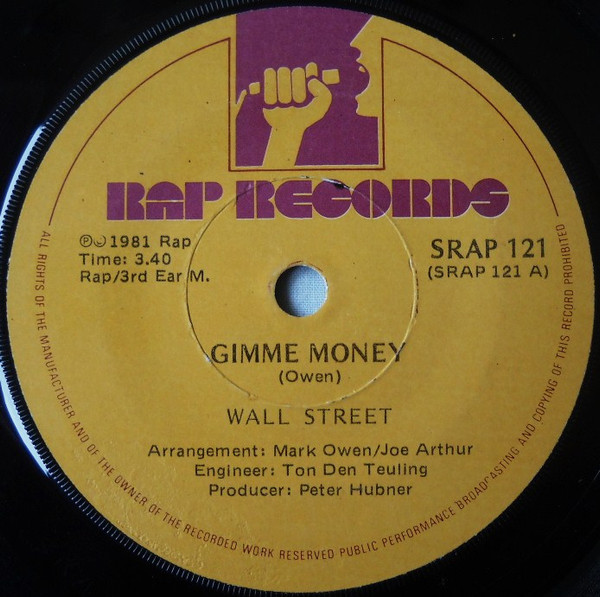 RAP RECORDS
℗© 1981 Rap
Time: 3.40
Rap/3rd Ear M.
SRAP 121
(SRAP 121 A)
GIMME MONEY
(Owen)
WALL STREET
Arrangement: Mark Owen/Joe Arthur
Engineer: Ton Den Teuling
Producer: Peter Hubner
ALL RIGHTS OF THE MANUFACTURER AND OF THE OWNER OF THE RECORDED WORK RESERVED PUBLIC PERFORMANCE BROADCASTING AND COPYING OF THIS RECORD PROHIBITED